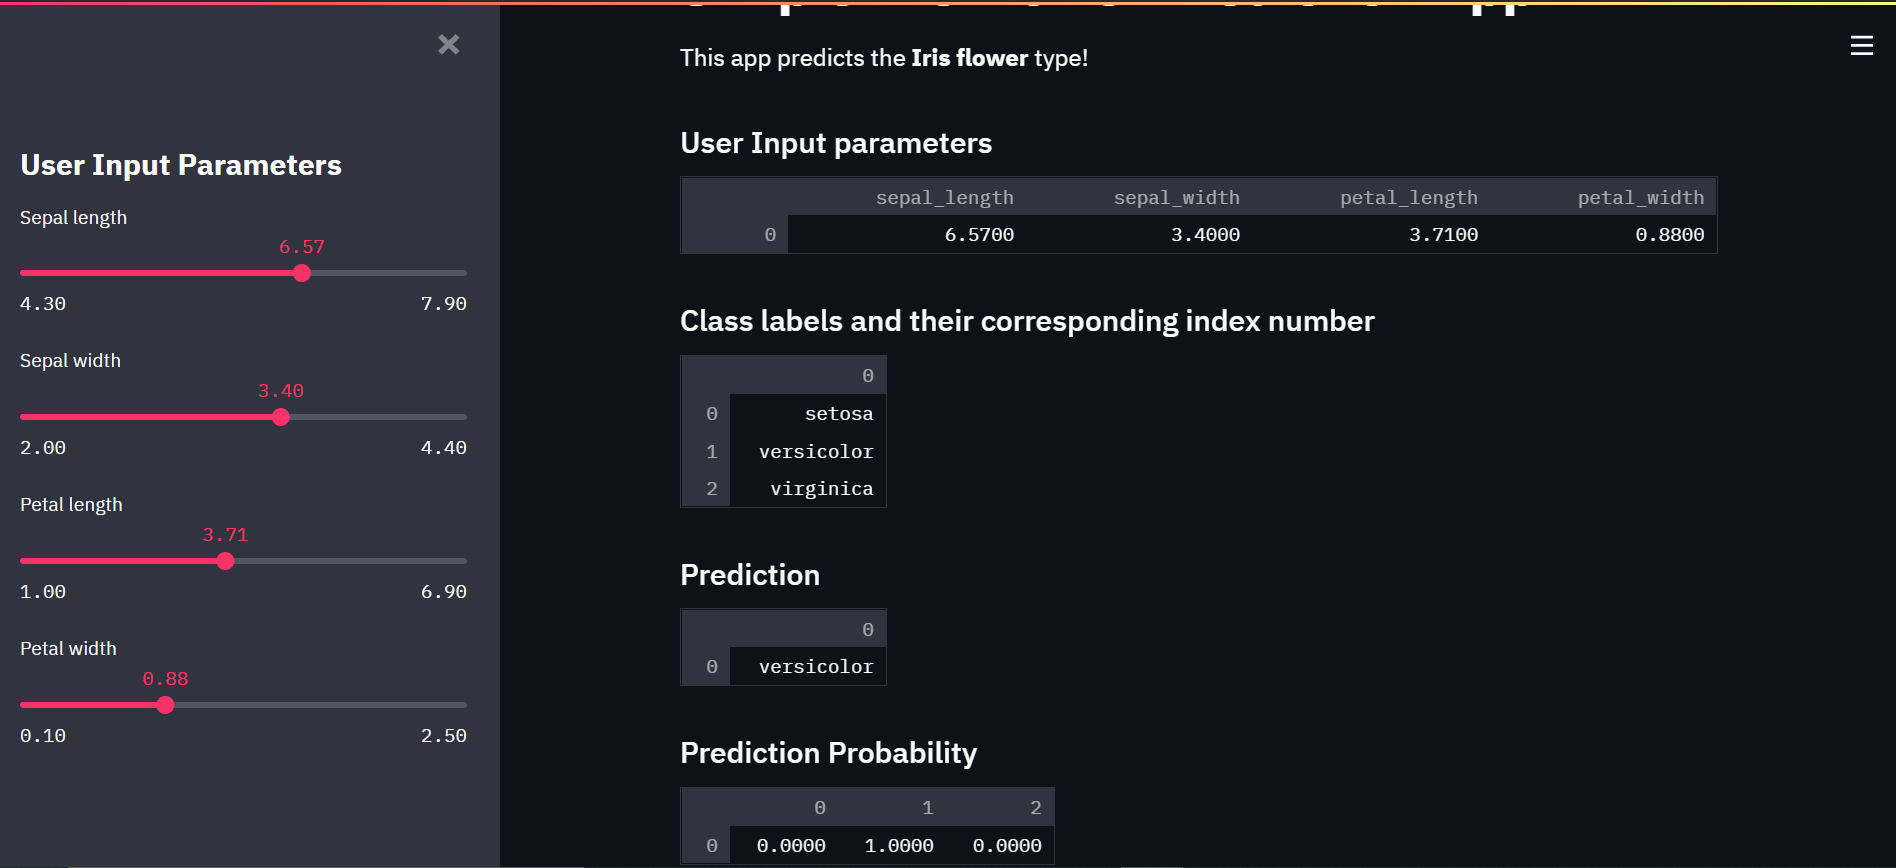 User Input Parameters
Sepal length
6.57
4.30 7.90
Sepal width
3.40
2.00 4.40
Petal length
3.71
1.00 6.90
Petal width
0.88
0.10 2.50
This app predicts the Iris flower type!
User Input parameters
sepal_length sepal_width petal_length petal_width
0 6.5700 3.4000 3.7100 0.8800
Class labels and their corresponding index number
0
0 setosa
1 versicolor
2 virginica
Prediction
0
0 versicolor
Prediction Probability
0 1 2
0 0.0000 1.0000 0.0000